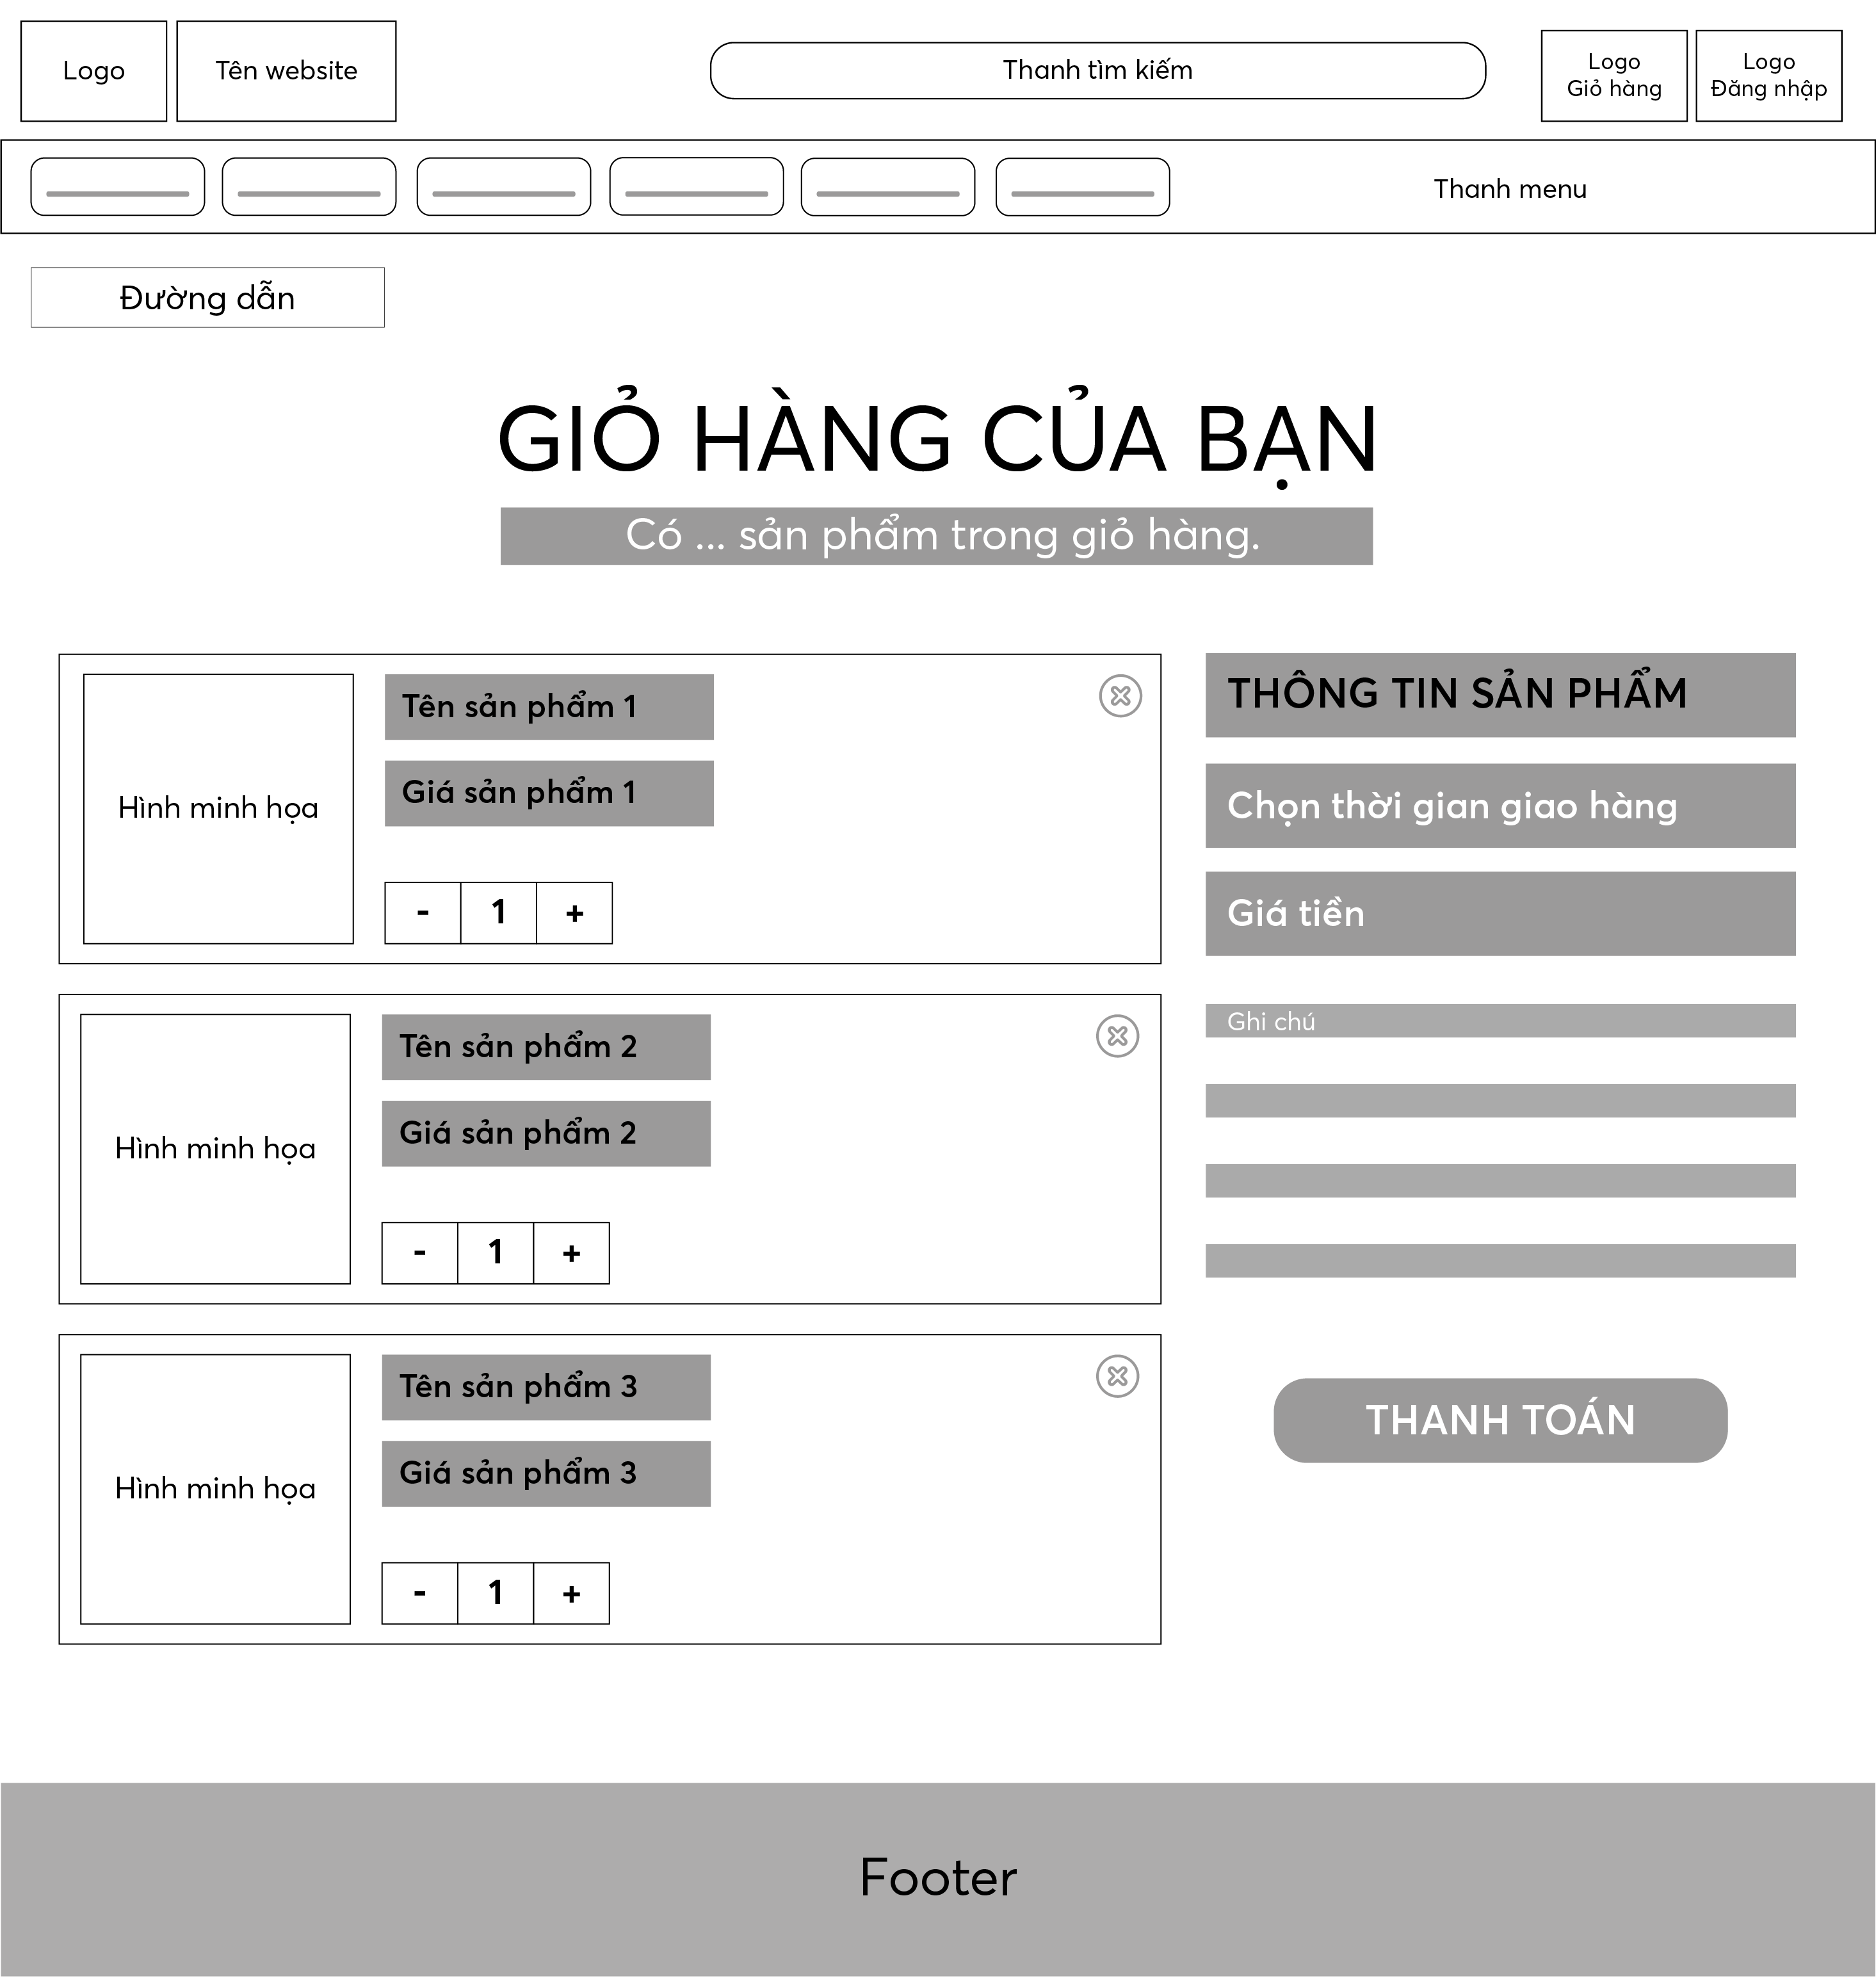 Logo
Tên website
Thanh tìm kiếm
Logo
Giỏ hàng
Logo
Đăng nhập
Thanh menu
Đường dẫn
GIỎ HÀNG CỦA BẠN
Có ... sản phẩm trong giỏ hàng.
Hình minh họa
Tên sản phẩm 1
Giá sản phẩm 1
- 1 +
Hình minh họa
Tên sản phẩm 2
Giá sản phẩm 2
- 1 +
Hình minh họa
Tên sản phẩm 3
Giá sản phẩm 3
- 1 +
THÔNG TIN SẢN PHẨM
Chọn thời gian giao hàng
Giá tiền
Ghi chú
THANH TOÁN
Footer